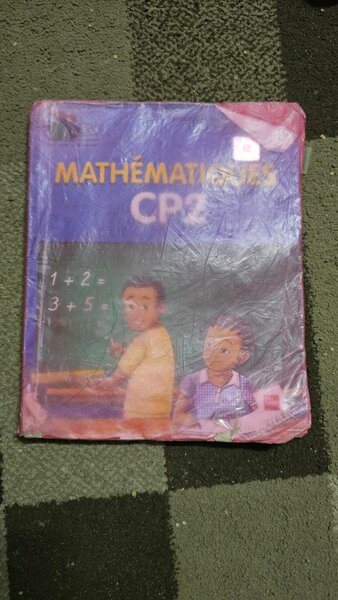 MATHÉMATIQUES
CP2
1 + 2 =
3 + 5 =